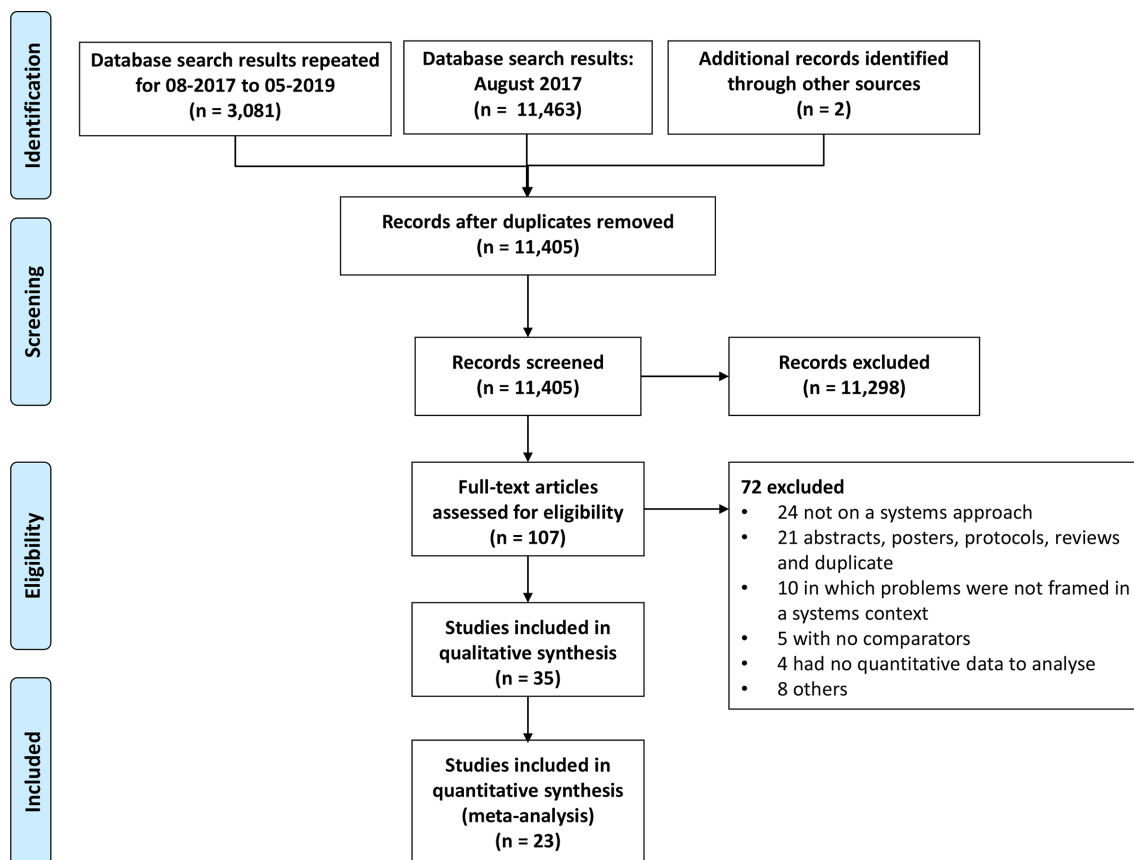 Identification
Database search results repeated
for 08-2017 to 05-2019
(n = 3,081)
Database search results:
August 2017
(n = 11,463)
Additional records identified
through other sources
(n = 2)
Screening
Records after duplicates removed
(n = 11,405)
Records screened
(n = 11,405)
Records excluded
(n = 11,298)
Eligibility
Full-text articles
assessed for eligibility
(n = 107)
72 excluded
• 24 not on a systems approach
• 21 abstracts, posters, protocols, reviews
and duplicate
• 10 in which problems were not framed in
a systems context
• 5 with no comparators
• 4 had no quantitative data to analyse
• 8 others
Studies included in
qualitative synthesis
(n = 35)
Included
Studies included in
quantitative synthesis
(meta-analysis)
(n = 23)